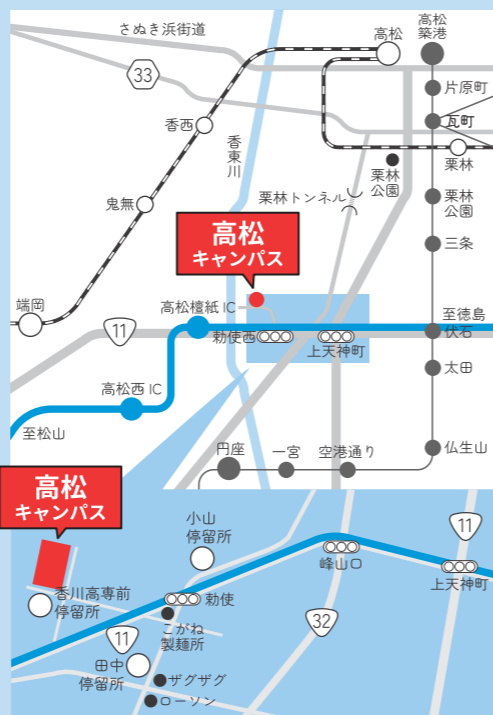 さぬき浜街道
高松
高松
築港
33
片原町
瓦町
香西
香東川
栗林
栗林
公園
栗林トンネル
栗林
公園
鬼無
三条
高松
キャンパス
端岡
高松檀紙IC
11
勅使西
上天神町
至徳島
伏石
太田
高松西IC
至松山
円座
一宮
空港通り
仏生山
高松
キャンパス
小山
停留所
11
峰山口
上天神町
香川高専前
停留所
勅使
こがね
製麺所
32
11
田中
停留所
ザグザグ
ローソン